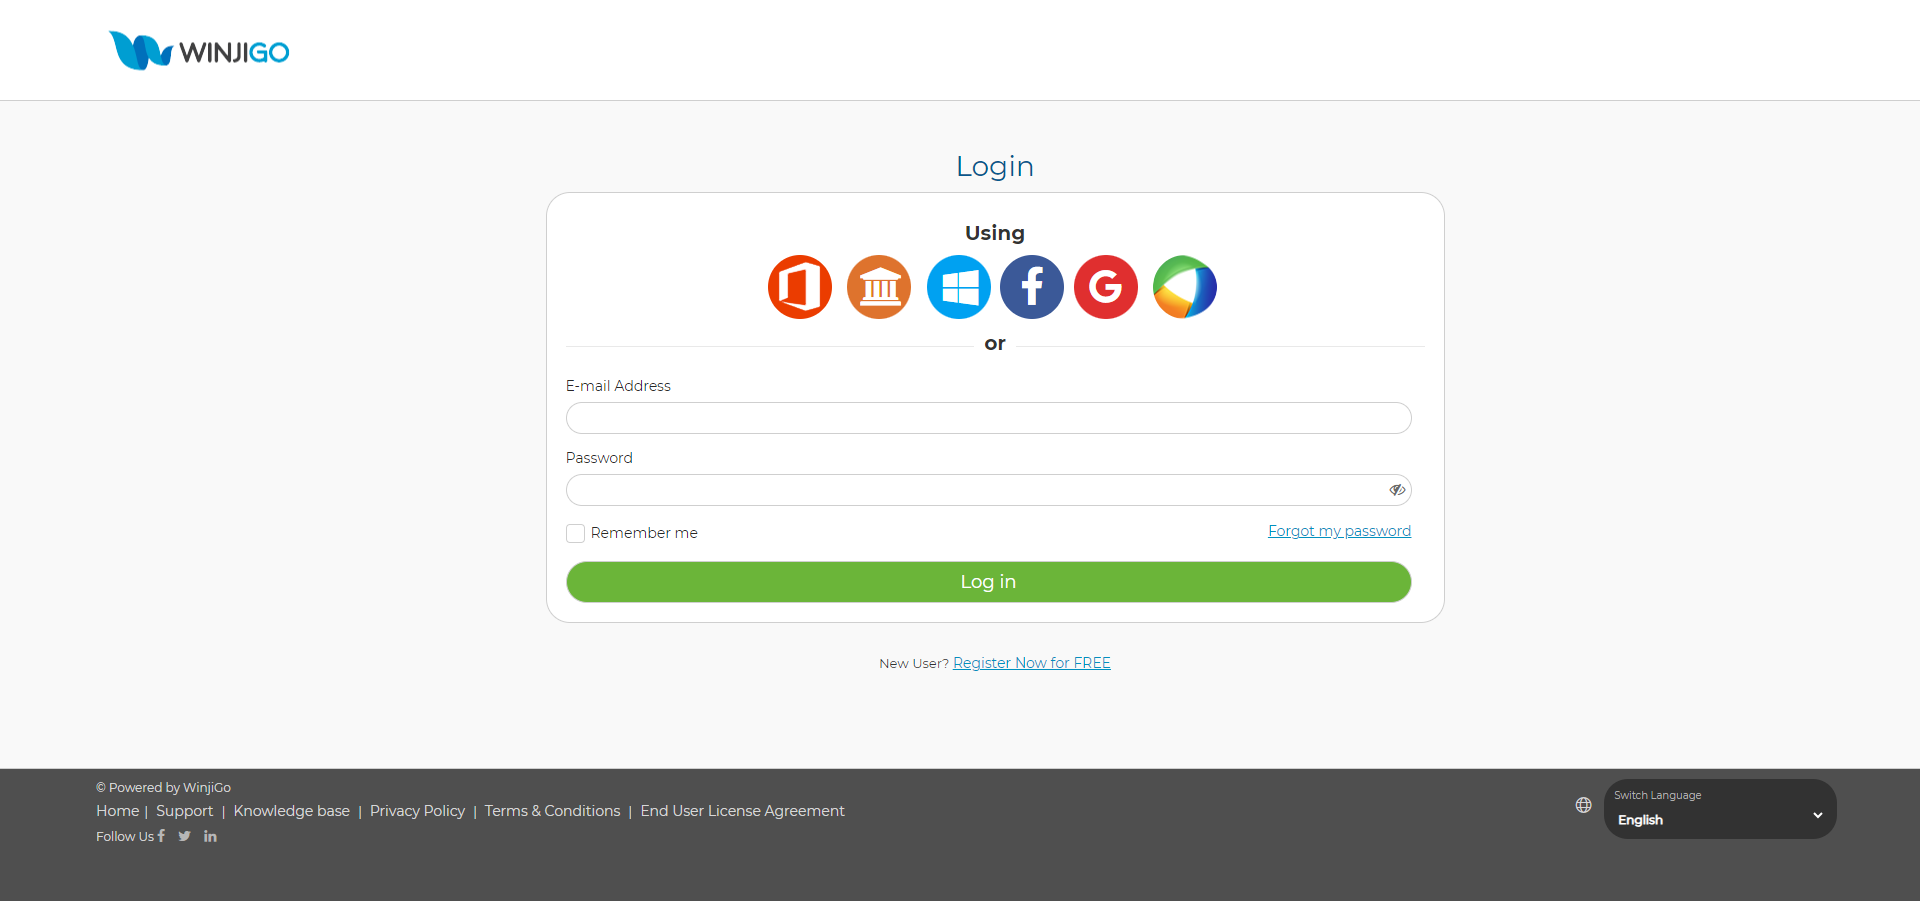 WINJIGO
Login
Using
or
E-mail Address
Password
Remember me
Forgot my password
Log in
New User? Register Now for FREE
© Powered by WinjiGo
Home | Support | Knowledge base | Privacy Policy | Terms & Conditions | End User License Agreement
Follow Us
Switch Language
English